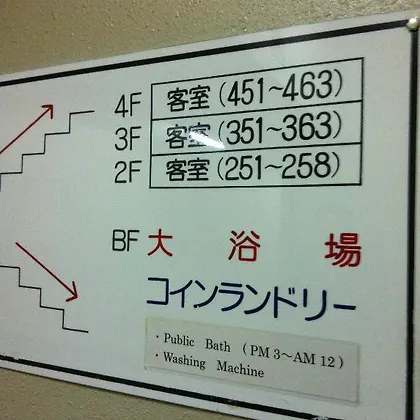 4F 客室(451~463)
3F 客室(351~363)
2F 客室(251~258)
BF 大浴場
コインランドリー
・Public Bath (PM 3～AM 12)
・Washing Machine